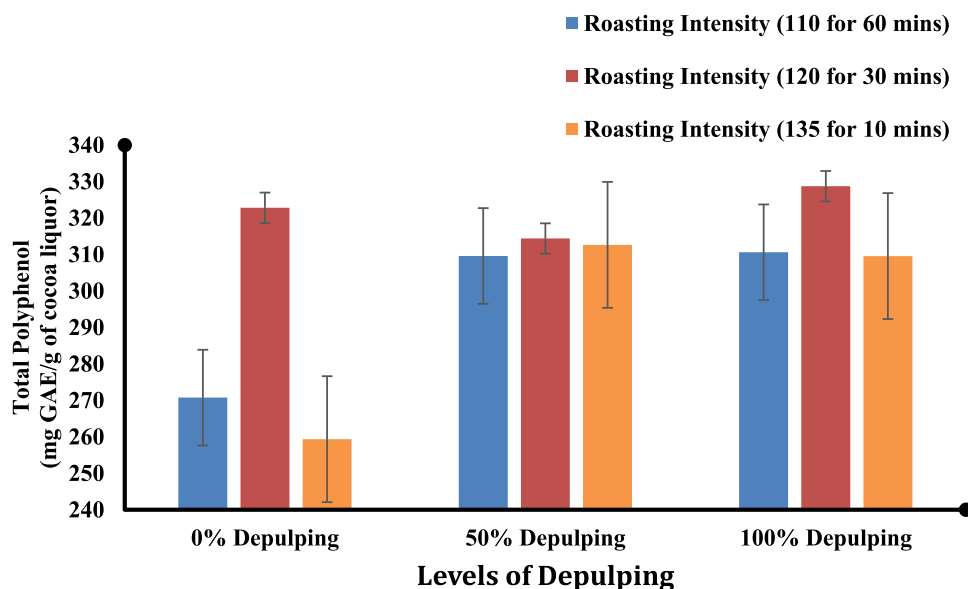 Roasting Intensity (110 for 60 mins)
Roasting Intensity (120 for 30 mins)
Roasting Intensity (135 for 10 mins)
340
330
320
310
300
290
280
270
260
250
240
Total Polyphenol
(mg GAE/g of cocoa liquor)
0% Depulping
50% Depulping
100% Depulping
Levels of Depulping